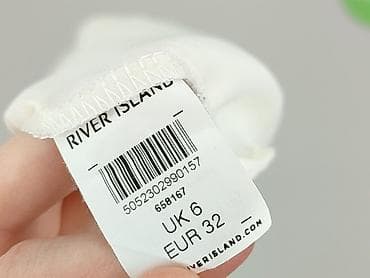 RIVER ISLAND
5052302990157
658167
UK 6
EUR 32
RIVERISLAND.COM